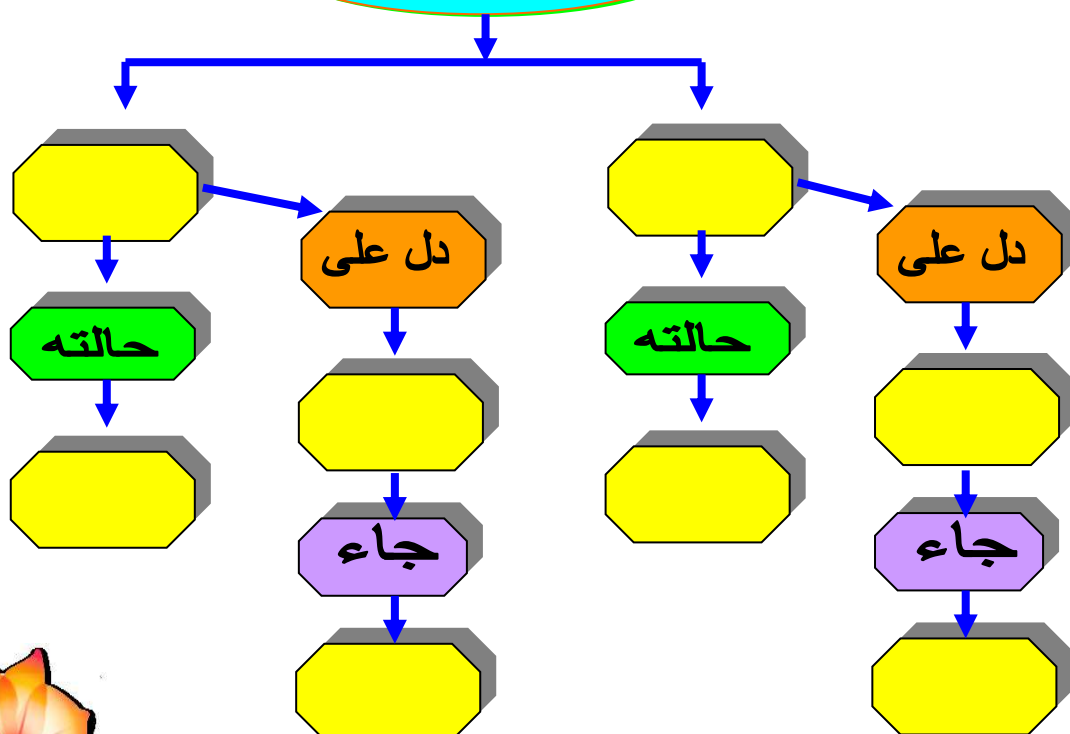 دل على
دل على
حالته
حالته
جاء
جاء